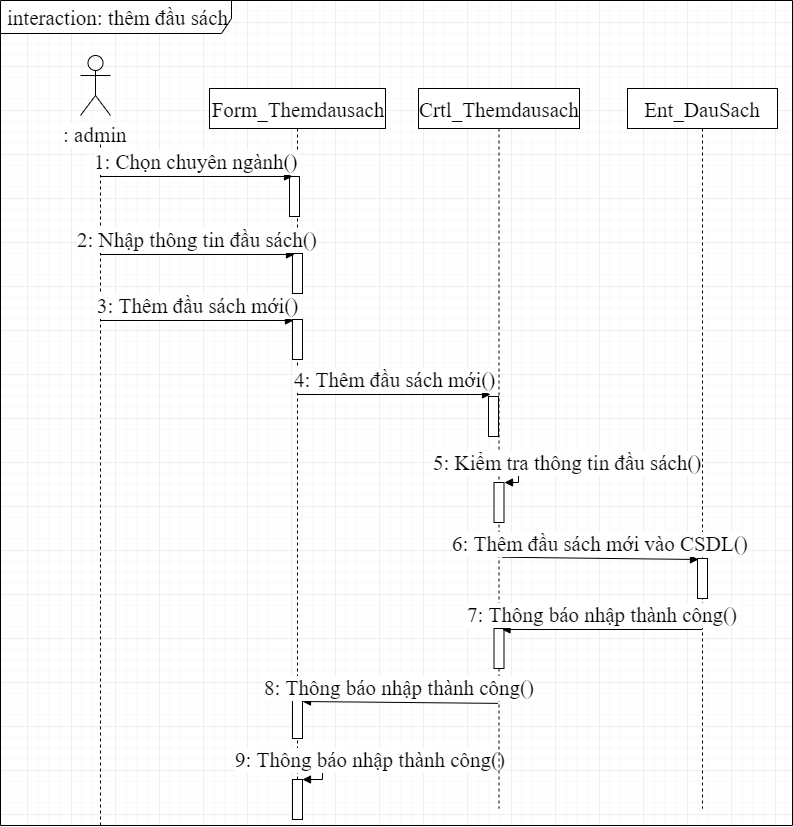 interaction: thêm đầu sách
: admin
Form_Themdausach
Crtl_Themdausach
Ent_DauSach
1: Chọn chuyên ngành()
2: Nhập thông tin đầu sách()
3: Thêm đầu sách mới()
4: Thêm đầu sách mới()
5: Kiểm tra thông tin đầu sách()
6: Thêm đầu sách mới vào CSDL()
7: Thông báo nhập thành công()
8: Thông báo nhập thành công()
9: Thông báo nhập thành công()